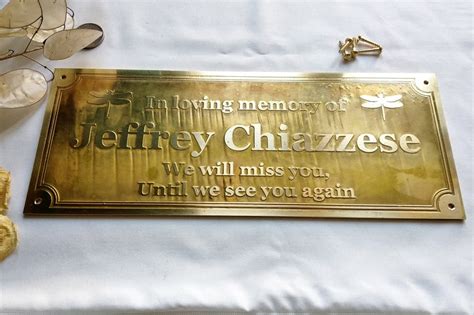 In loving memory of
Jeffrey Chiazzese
We will miss you,
Until we see you again